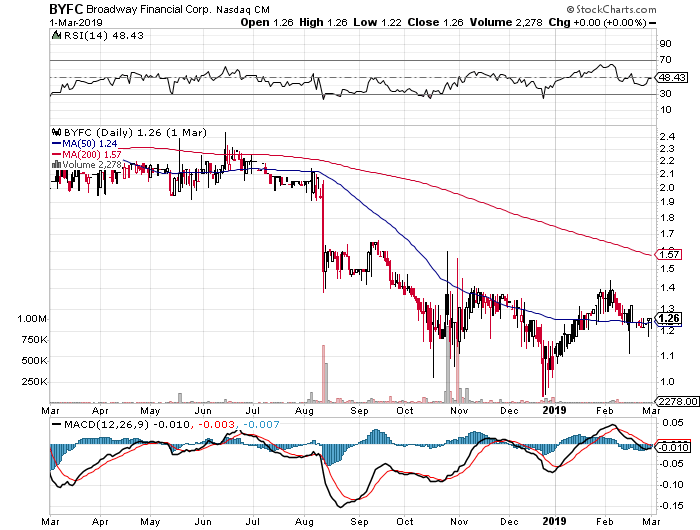 BYFC Broadway Financial Corp. Nasdaq CM © StockCharts.com
1-Mar-2019 Open 1.26 High 1.26 Low 1.22 Close 1.26 Volume 2,278 Chg +0.00 (+0.00%)
RSI(14) 48.43
90
70
48.43
30
10
BYFC (Daily) 1.26 (1 Mar)
MA(50) 1.24
MA(200) 1.57
Volume 2,278
2.4
2.3
2.2
2.1
2.0
1.9
1.8
1.7
1.57
1.5
1.4
1.3
1.26
1.2
1.1
1.0
1.00M
750K
500K
250K
2278.00
Mar Apr May Jun Jul Aug Sep Oct Nov Dec 2019 Feb Mar
MACD(12,26,9) -0.010, -0.003, -0.007
0.05
-0.010
-0.05
-0.10
-0.15
Mar Apr May Jun Jul Aug Sep Oct Nov Dec 2019 Feb Mar